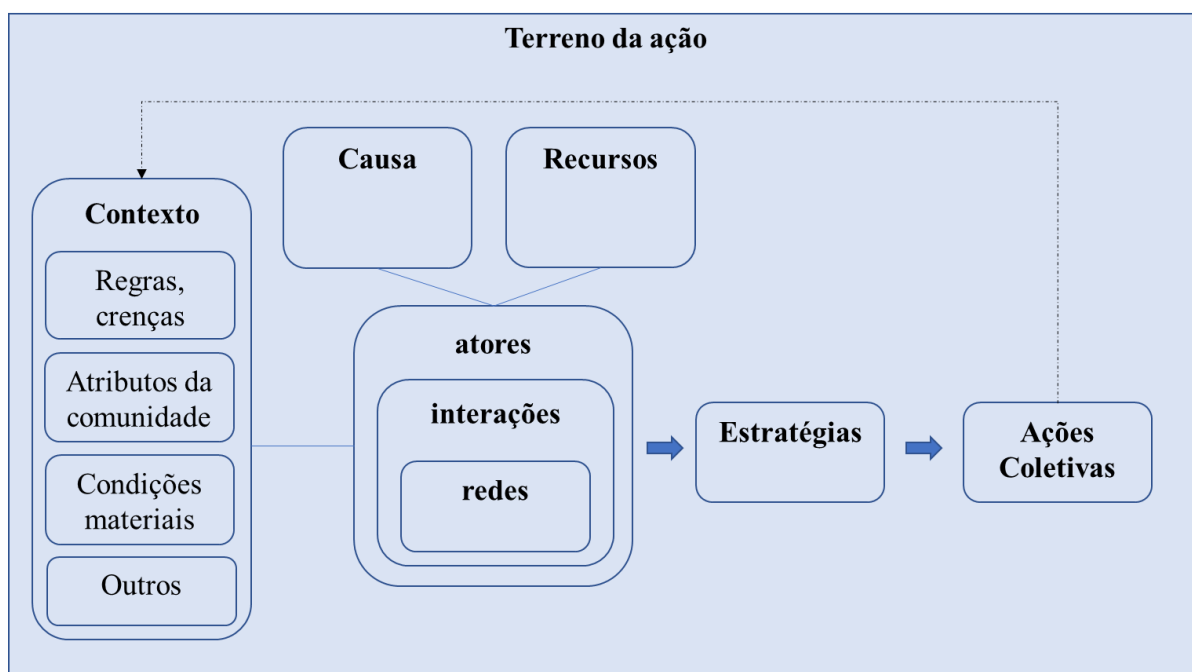 Terreno da ação
Causa
Recursos
Contexto
Regras,
crenças
Atributos da
comunidade
Condições
materiais
Outros
atores
interações
redes
Estratégias
Ações
Coletivas